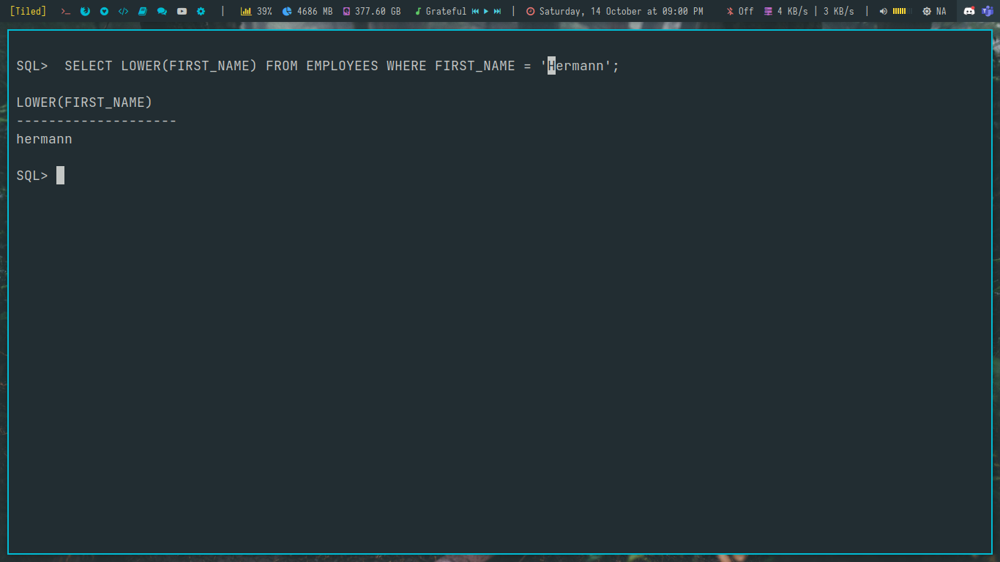 [Tiled] | 39% 4686 MB 377.60 GB Grateful | Saturday, 14 October at 09:00 PM Off 4 KB/s | 3 KB/s | NA
SQL>  SELECT LOWER(FIRST_NAME) FROM EMPLOYEES WHERE FIRST_NAME = 'Hermann';
LOWER(FIRST_NAME)
--------------------
hermann
SQL>